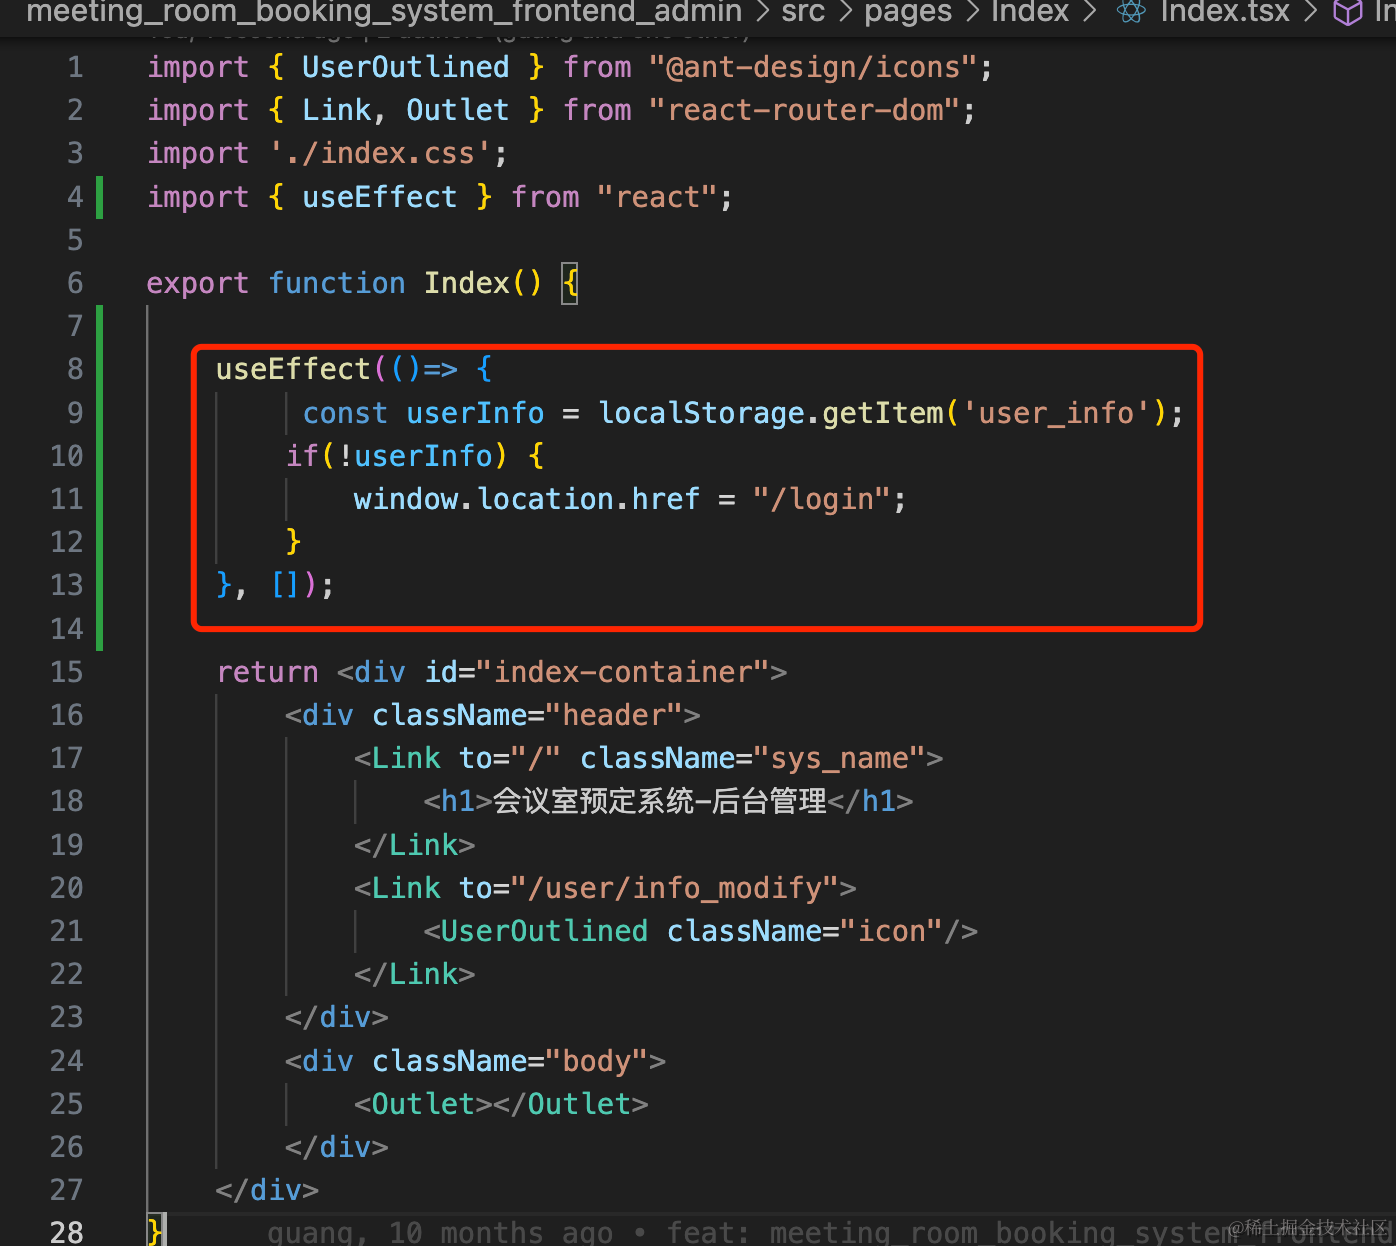 meeting_room_booking_system_frontend_admin > src > pages > Index > Index.tsx > In
1 import { UserOutlined } from "@ant-design/icons";
2 import { Link, Outlet } from "react-router-dom";
3 import './index.css';
4 import { useEffect } from "react";
5
6 export function Index() {
7
8 useEffect(()=> {
9 const userInfo = localStorage.getItem('user_info');
10 if(!userInfo) {
11 window.location.href = "/login";
12 }
13 }, []);
14
15 return <div id="index-container">
16 <div className="header">
17 <Link to="/" className="sys_name">
18 <h1>会议室预定系统-后台管理</h1>
19 </Link>
20 <Link to="/user/info_modify">
21 <UserOutlined className="icon"/>
22 </Link>
23 </div>
24 <div className="body">
25 <Outlet></Outlet>
26 </div>
27 </div>
28 } guang, 10 months ago • feat: meeting_room_booking_system_frontend
@稀土掘金技术社区